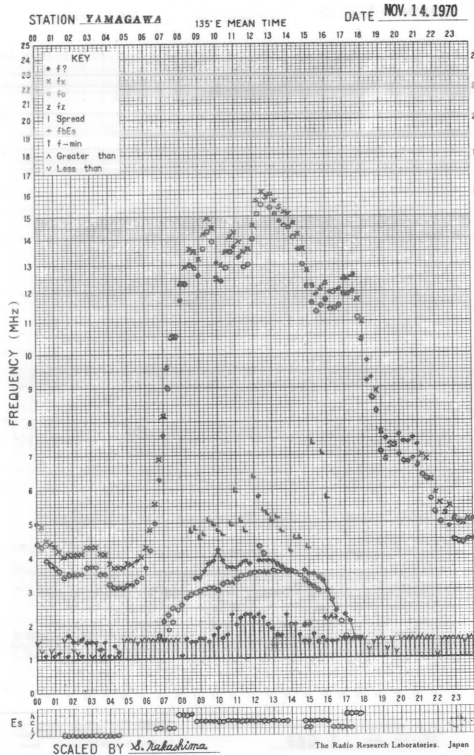 STATION YAMAGAWA 135°E MEAN TIME DATE NOV. 14. 1970
00 01 02 03 04 05 06 07 08 09 10 11 12 13 14 15 16 17 18 19 20 21 22 23
KEY
f?
fx
fo
z fz
Spread
fbEs
f-min
Greater than
Less than
FREQUENCY (MHz)
25
24
23
22
21
20
19
18
17
16
15
14
13
12
11
10
9
8
7
6
5
4
3
2
1
0
00 01 02 03 04 05 06 07 08 09 10 11 12 13 14 15 16 17 18 19 20 21 22 23
Es
SCALED BY S. Nakashima The Radio Research Laboratories. Japan